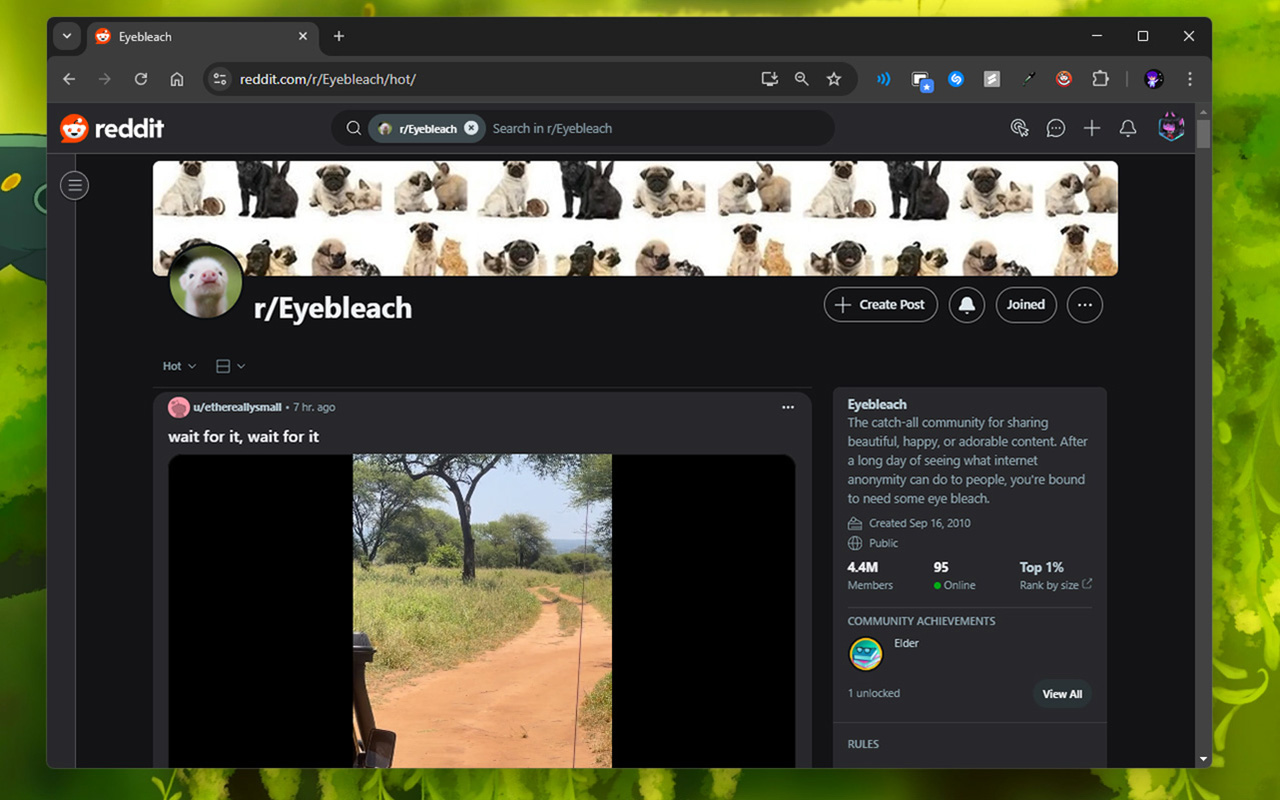 Eyebleach
reddit.com/r/Eyebleach/hot/
reddit
r/Eyebleach
Search in r/Eyebleach
r/Eyebleach
Create Post
Joined
Hot
u/ethereallysmall • 7 hr. ago
wait for it, wait for it
Eyebleach
The catch-all community for sharing
beautiful, happy, or adorable content. After
a long day of seeing what internet
anonymity can do to people, you're bound
to need some eye bleach.
Created Sep 16, 2010
Public
4.4M 95 Top 1%
Members Online Rank by size
COMMUNITY ACHIEVEMENTS
Elder
1 unlocked
View All
RULES